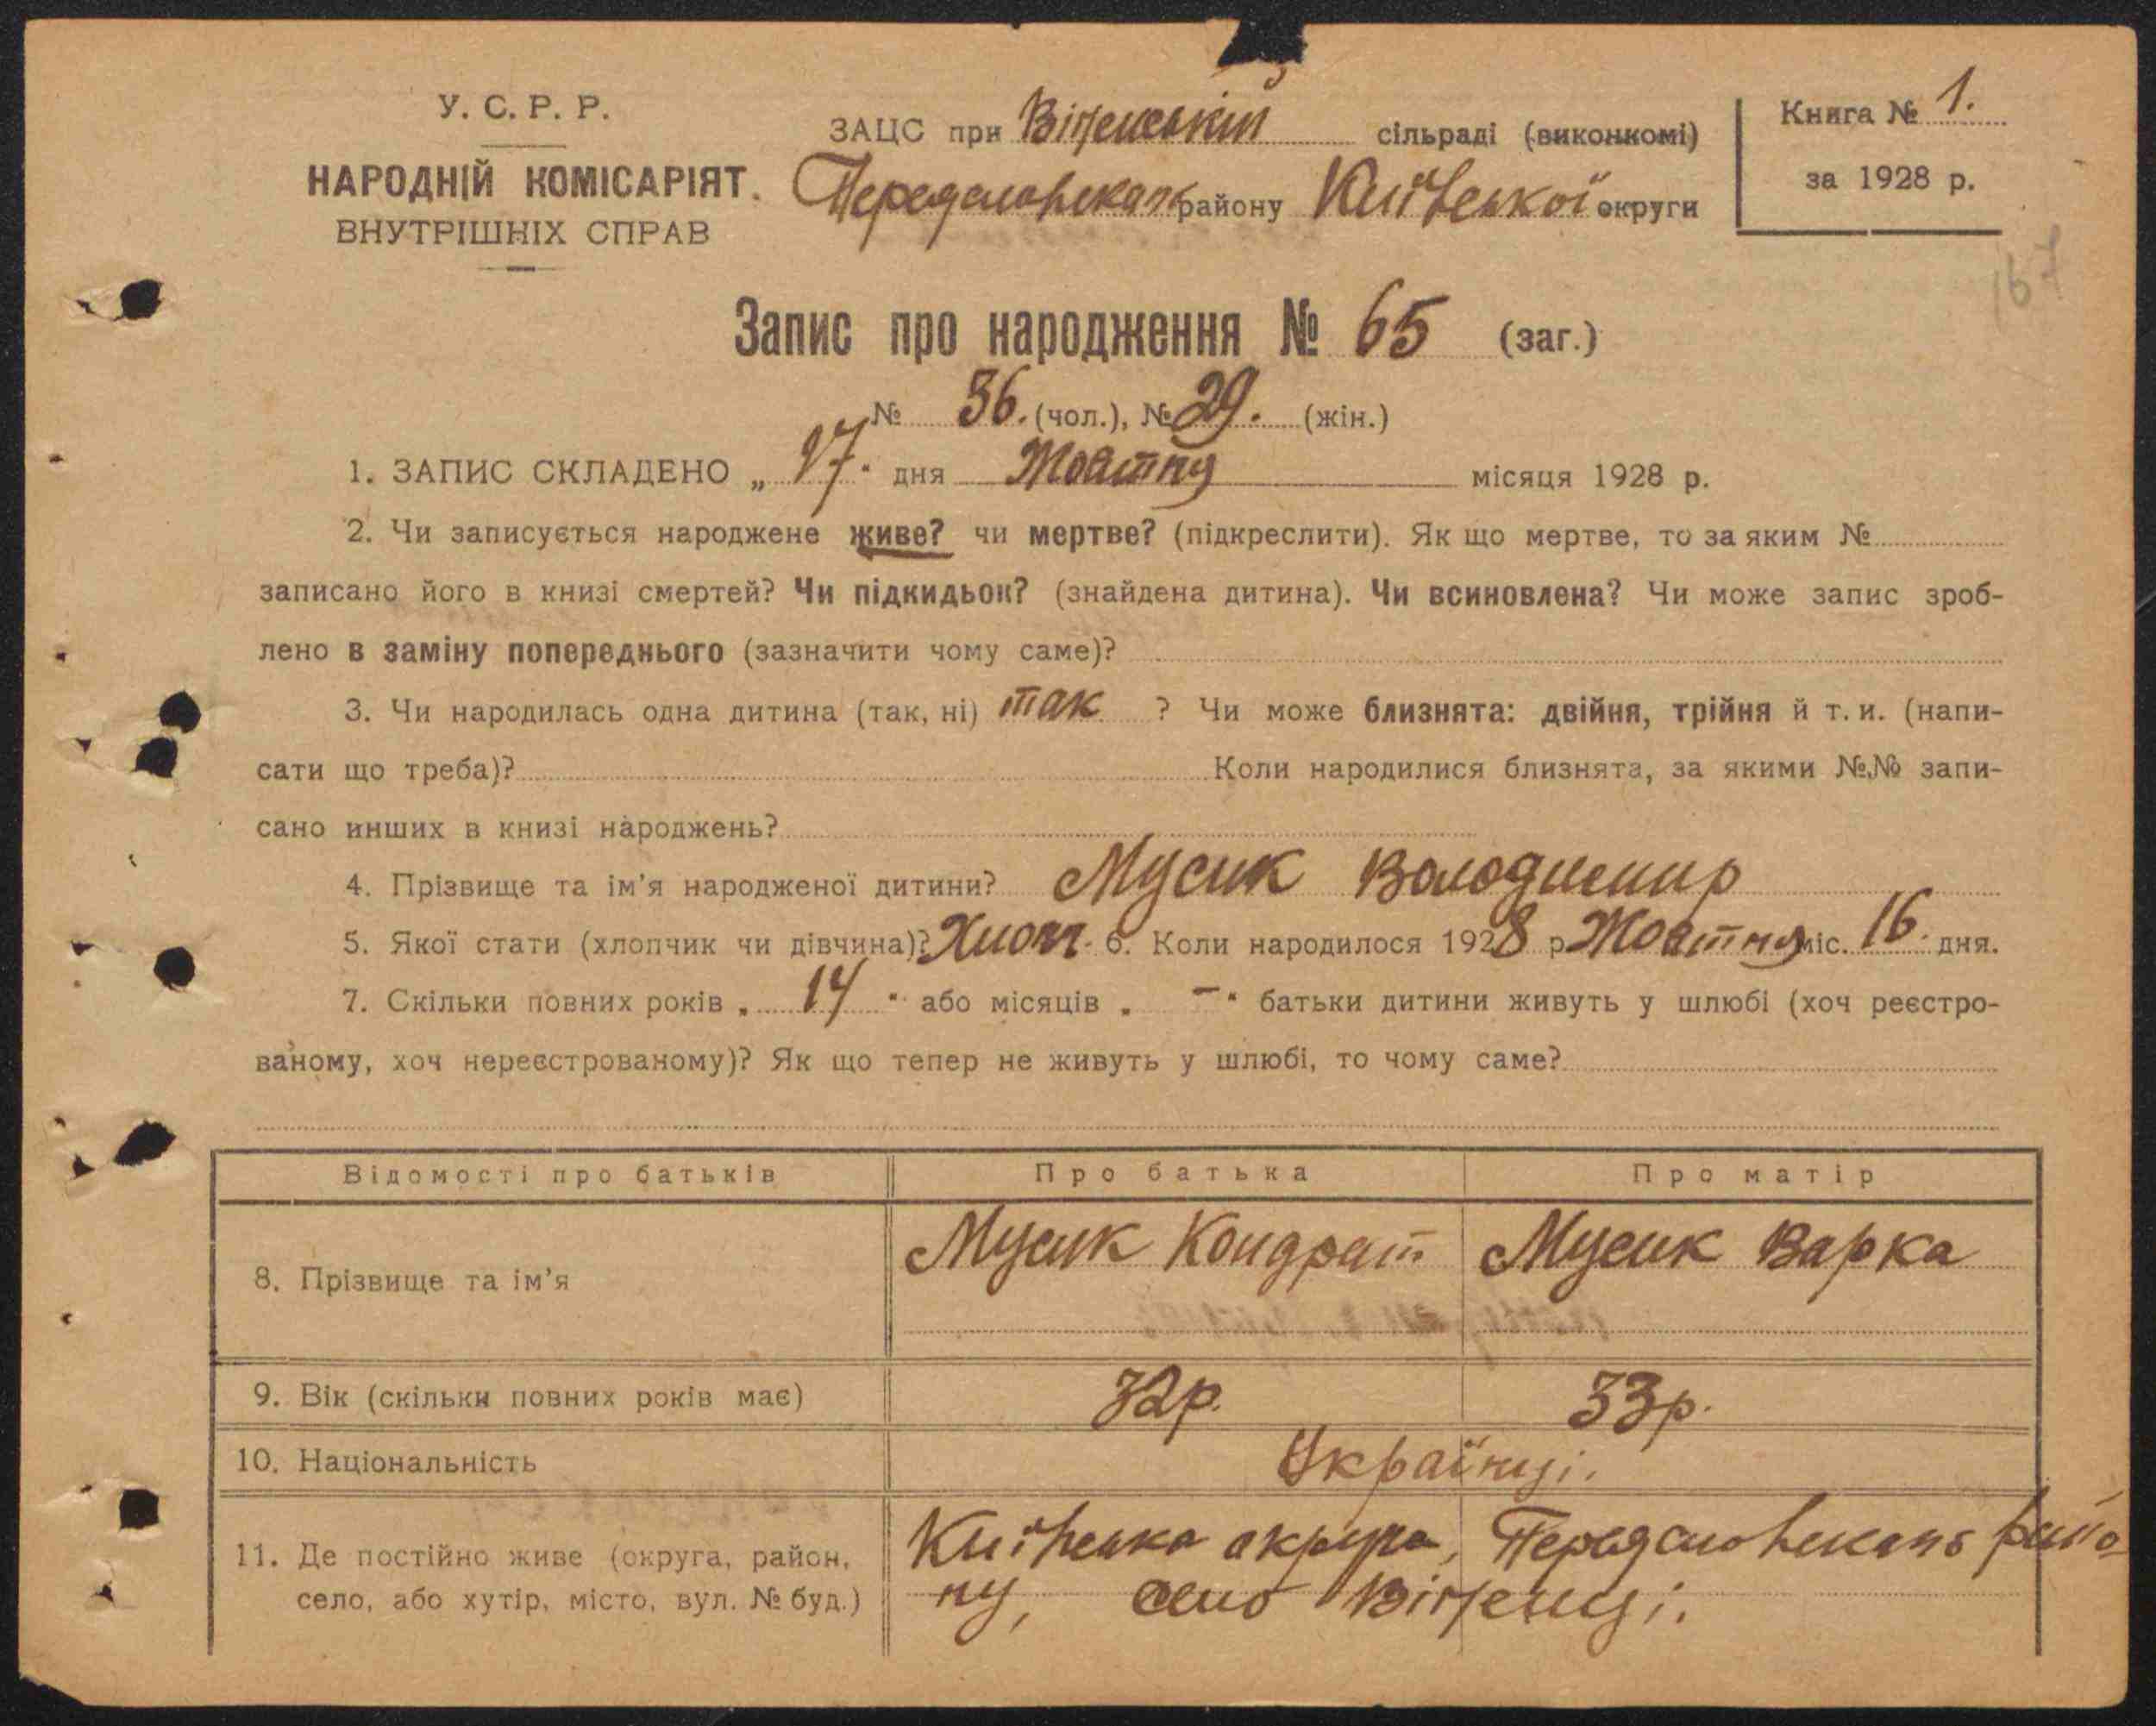 У. С. Р. Р.
НАРОДНІЙ КОМІСАРІЯТ
ВНУТРІШНІХ СПРАВ
ЗАЦС при сільраді (виконкомі)
району Київської округи
Книга № 1.
за 1928 р.
167
Запис про народження № 65 (заг.)
№ 36. (чол.), № 29. (жін.)
1. ЗАПИС СКЛАДЕНО „ 17 " дня Жовтня місяця 1928 р.
2. Чи записується народжене живе? чи мертве? (підкреслити). Як що мертве, то за яким №
записано його в книзі смертей? Чи підкидьок? (знайдена дитина). Чи всиновлена? Чи може запис зроб-
лено в заміну попереднього (зазначити чому саме)?
3. Чи народилась одна дитина (так, ні) так ? Чи може близнята: двійня, трійня й т. и. (напи-
сати що треба)? Коли народилися близнята, за якими №№ запи-
сано инших в книзі народжень?
4. Прізвище та ім'я народженої дитини? Мусик Володимир
5. Якої стати (хлопчик чи дівчина)? Хлопч. 6. Коли народилося 1928 р Жовтня міс. 16. дня.
7. Скільки повних років „ 14 " або місяців „ — " батьки дитини живуть у шлюбі (хоч реєстро-
ваному, хоч нереєстрованому)? Як що тепер не живуть у шлюбі, то чому саме?
Відомості про батьків Про батька Про матір
8. Прізвище та ім'я Мусик Кондрат Мусик Варка
9. Вік (скільки повних років має) 32р. 33р.
10. Національність Українці.
11. Де постійно живе (округа, район, Київська округа, райо-
село, або хутір, місто, вул. № буд.) ну, село